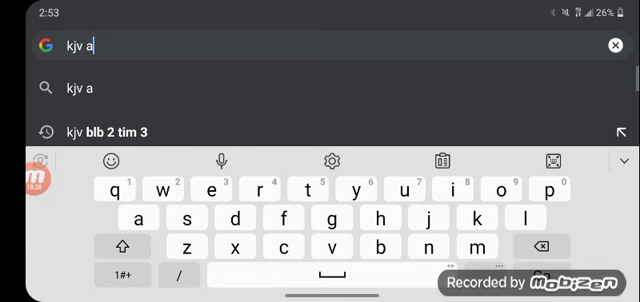 2:53 26%
kjv a
kjv a
kjv blb 2 tim 3
q 1 w 2 e 3 r 4 t 5 y 6 u 7 i 8 o 9 p 0
a s d f g h j k l
z x c v b n m
1#+ / Go
Recorded by mobizen